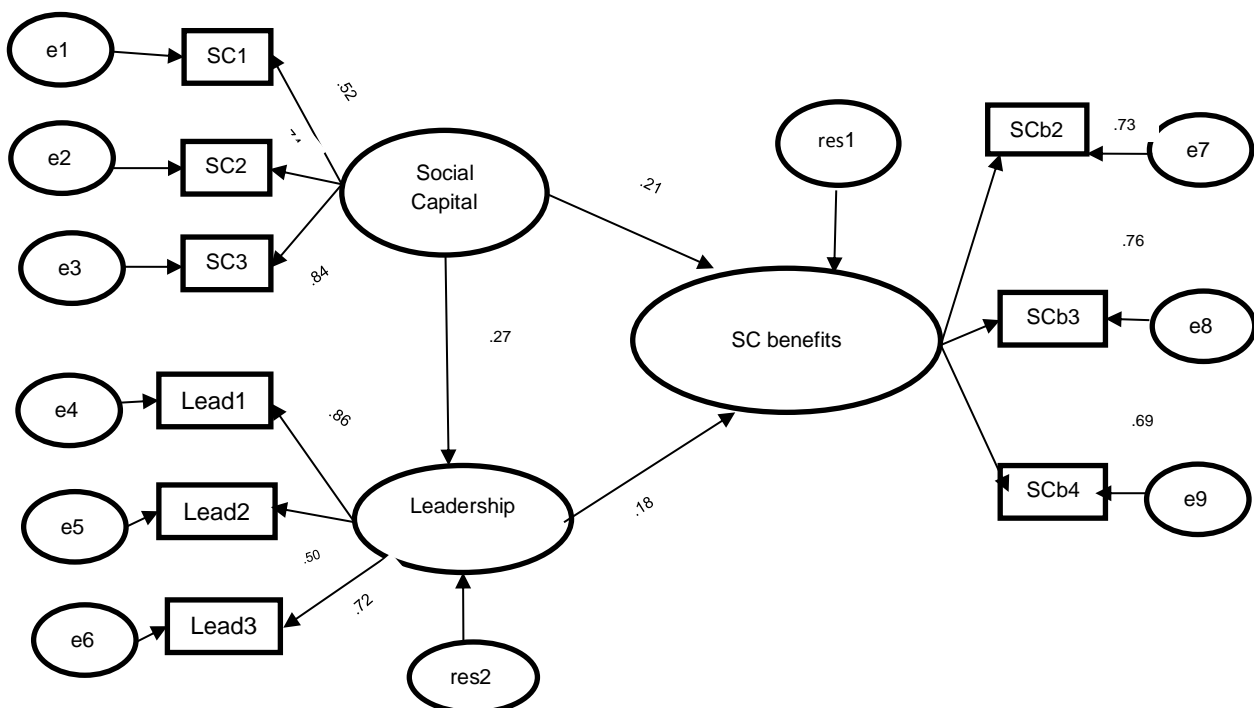 e1
SC1
.52
e2
SC2
Social
Capital
e3
SC3
.84
.21
res1
SCb2
.73
e7
.76
SCb3
e8
SC benefits
.27
e4
Lead1
.86
.69
SCb4
e9
e5
Lead2
.50
Leadership
.18
e6
Lead3
.72
res2